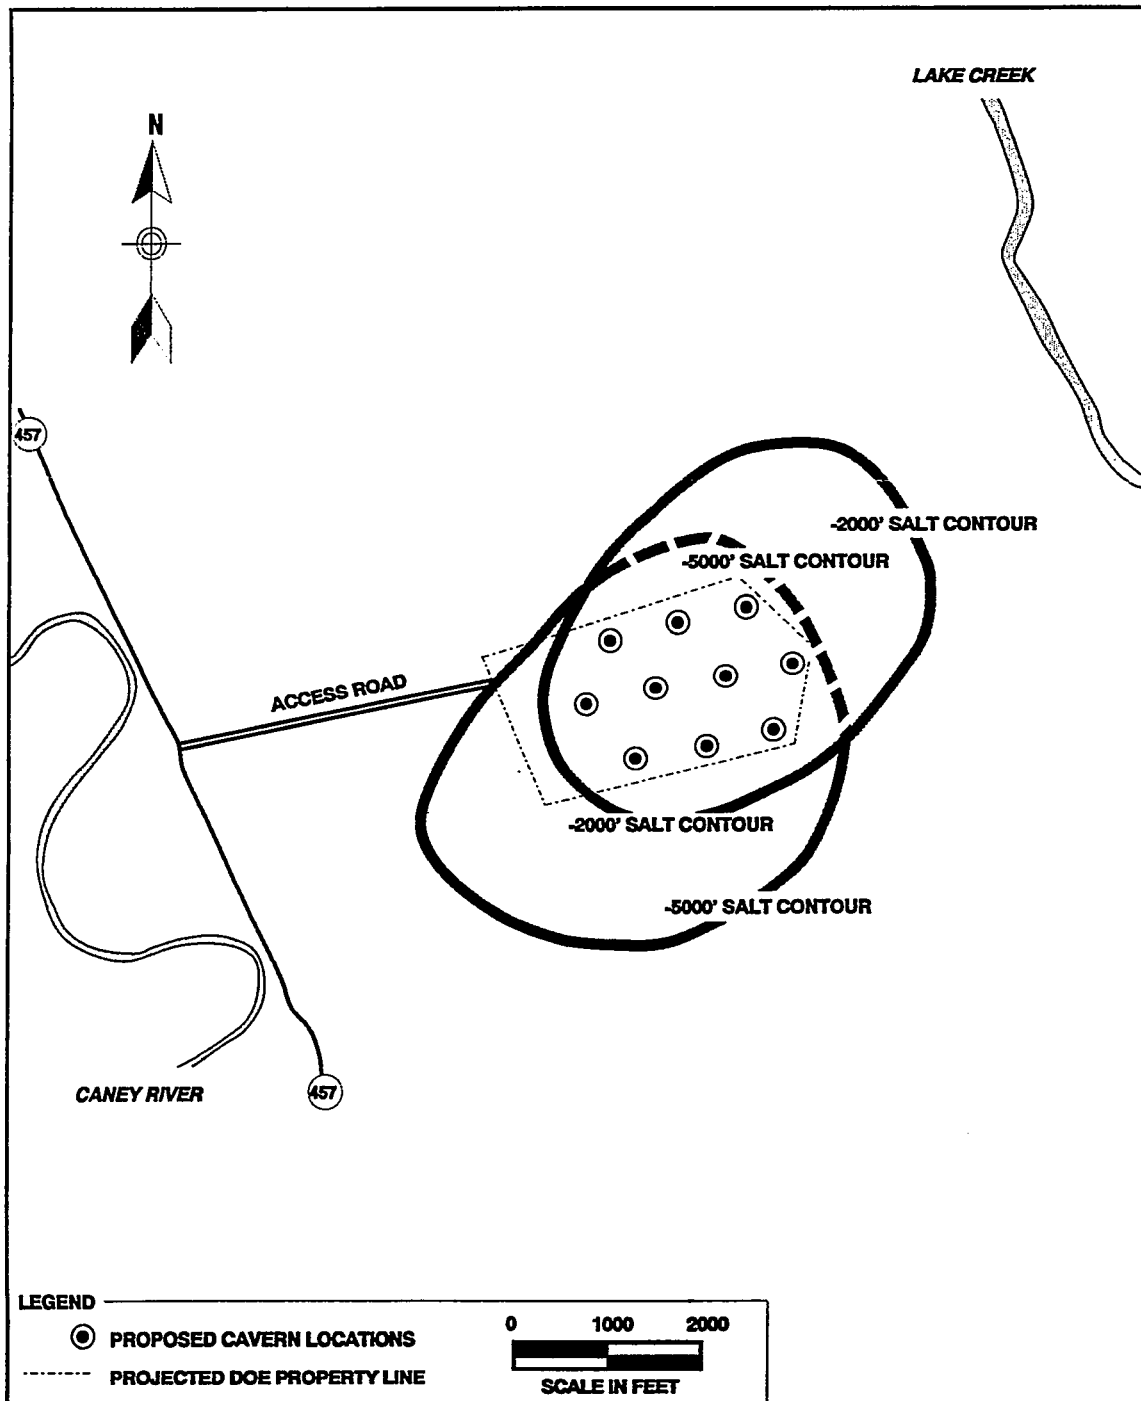 LAKE CREEK
N
457
-2000' SALT CONTOUR
-5000' SALT CONTOUR
ACCESS ROAD
-2000' SALT CONTOUR
-5000' SALT CONTOUR
CANEY RIVER
457
LEGEND
PROPOSED CAVERN LOCATIONS
PROJECTED DOE PROPERTY LINE
0 1000 2000
SCALE IN FEET